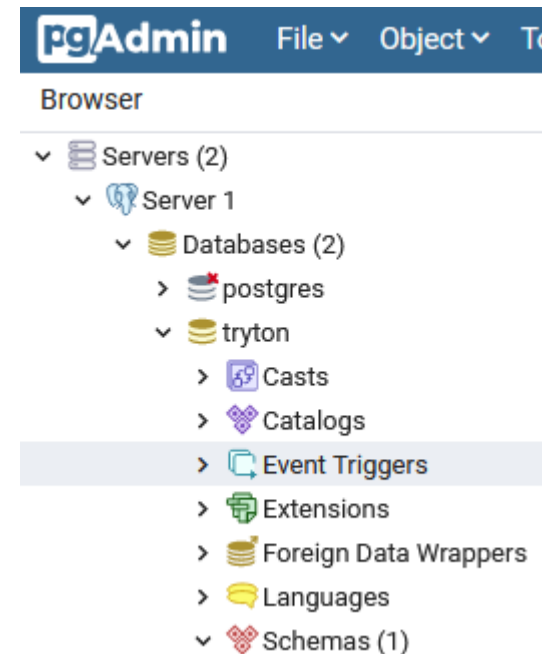 pgAdmin File Object To
Browser
Servers (2)
Server 1
Databases (2)
postgres
tryton
Casts
Catalogs
Event Triggers
Extensions
Foreign Data Wrappers
Languages
Schemas (1)